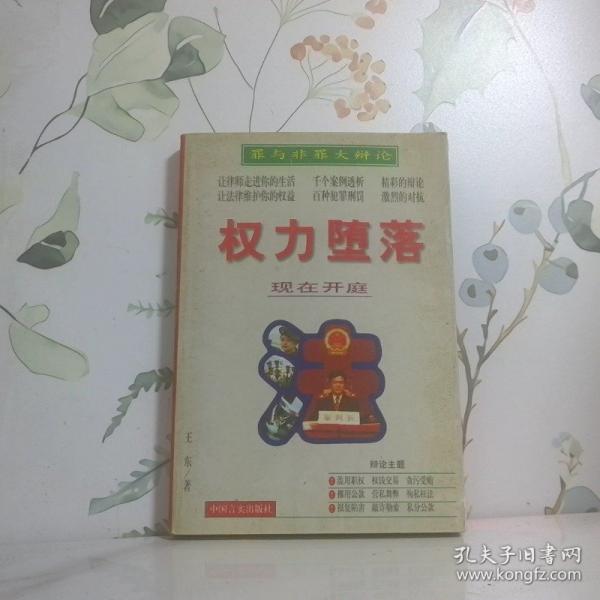 罪与非罪大辩论
让律师走进你的生活 千个案例透析 精彩的辩论
让法律维护你的权益 百种犯罪刑罚 激烈的对抗
权力堕落
现在开庭
法
审判长
王东/著
辩论主题
滥用职权 权钱交易 贪污受贿
挪用公款 营私舞弊 徇私枉法
报复陷害 敲诈勒索 私分公款
中国言实出版社
孔夫子旧书网
www.kongfz.com